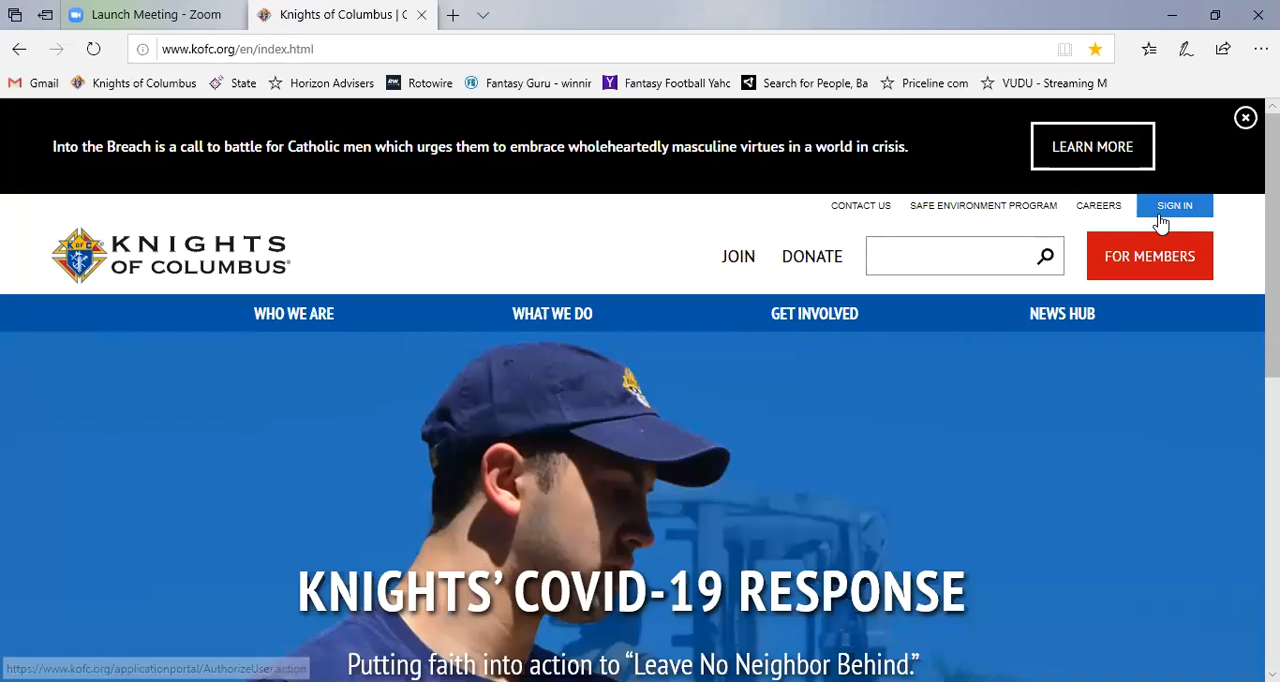 Launch Meeting - Zoom
Knights of Columbus | C
www.kofc.org/en/index.html
Gmail Knights of Columbus State Horizon Advisers Rotowire Fantasy Guru - winnir Fantasy Football Yahc Search for People, Ba Priceline com VUDU - Streaming M
Into the Breach is a call to battle for Catholic men which urges them to embrace wholeheartedly masculine virtues in a world in crisis.
LEARN MORE
CONTACT US SAFE ENVIRONMENT PROGRAM CAREERS SIGN IN
KNIGHTS
OF COLUMBUS®
JOIN DONATE FOR MEMBERS
WHO WE ARE WHAT WE DO GET INVOLVED NEWS HUB
KNIGHTS’ COVID-19 RESPONSE
Putting faith into action to “Leave No Neighbor Behind.”
https://www.kofc.org/applicationportal/AuthorizeUser.action